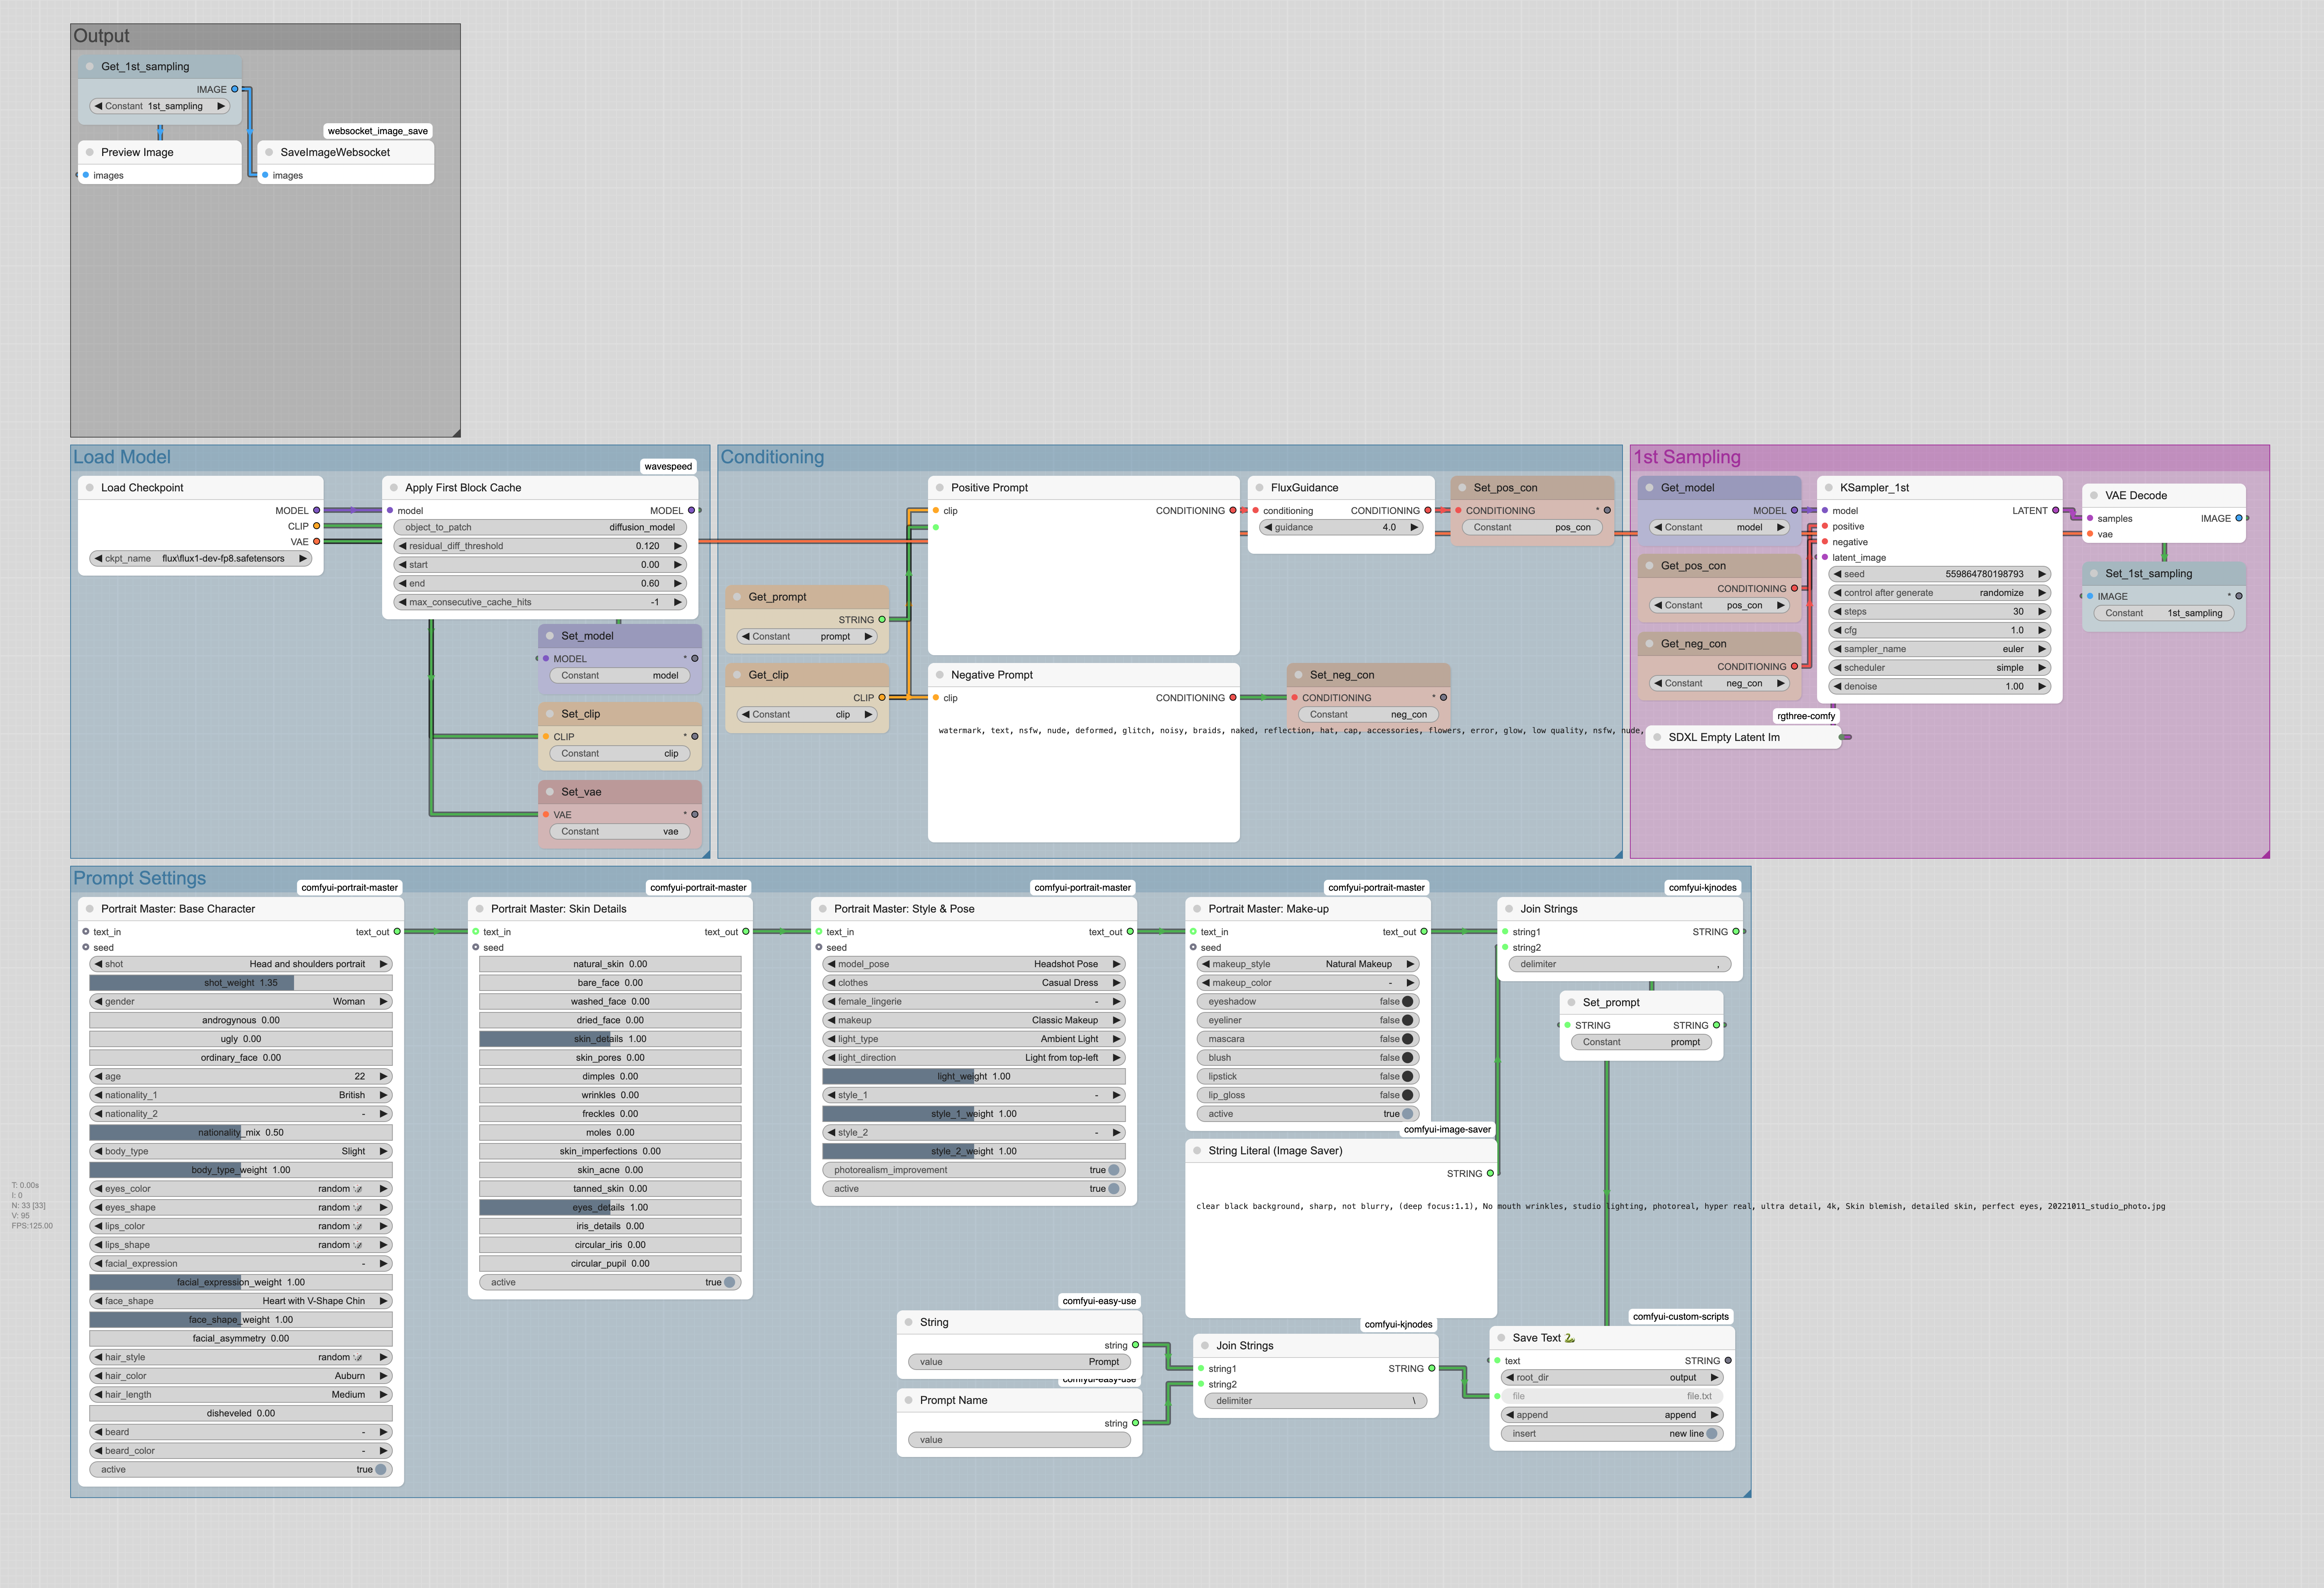 Output
Get_1st_sampling
IMAGE
Constant 1st_sampling
websocket_image_save
Preview Image
images
SaveImageWebsocket
images
Load Model
wavespeed
Load Checkpoint
MODEL
CLIP
VAE
ckpt_name flux\flux1-dev-fp8.safetensors
Apply First Block Cache
model MODEL
object_to_patch diffusion_model
residual_diff_threshold 0.120
start 0.00
end 0.60
max_consecutive_cache_hits -1
Set_model
MODEL *
Constant model
Set_clip
CLIP *
Constant clip
Set_vae
VAE *
Constant vae
Conditioning
Get_prompt
STRING
Constant prompt
Get_clip
CLIP
Constant clip
Positive Prompt
clip CONDITIONING
Negative Prompt
clip CONDITIONING
watermark, text, nsfw, nude, deformed, glitch, noisy, braids, naked, reflection, hat, cap, accessories, flowers, error, glow, low quality, nsfw, nude,
FluxGuidance
conditioning CONDITIONING
guidance 4.0
Set_pos_con
CONDITIONING *
Constant pos_con
Set_neg_con
CONDITIONING *
Constant neg_con
1st Sampling
Get_model
MODEL
Constant model
Get_pos_con
CONDITIONING
Constant pos_con
Get_neg_con
CONDITIONING
Constant neg_con
rgthree-comfy
SDXL Empty Latent Im
KSampler_1st
model LATENT
positive
negative
latent_image
seed 559864780198793
control after generate randomize
steps 30
cfg 1.0
sampler_name euler
scheduler simple
denoise 1.00
VAE Decode
samples IMAGE
vae
Set_1st_sampling
IMAGE *
Constant 1st_sampling
Prompt Settings
comfyui-portrait-master
Portrait Master: Base Character
text_in text_out
seed
shot Head and shoulders portrait
shot_weight 1.35
gender Woman
androgynous 0.00
ugly 0.00
ordinary_face 0.00
age 22
nationality_1 British
nationality_2 -
nationality_mix 0.50
body_type Slight
body_type_weight 1.00
eyes_color random 🎲
eyes_shape random 🎲
lips_color random 🎲
lips_shape random 🎲
facial_expression -
facial_expression_weight 1.00
face_shape Heart with V-Shape Chin
face_shape_weight 1.00
facial_asymmetry 0.00
hair_style random 🎲
hair_color Auburn
hair_length Medium
disheveled 0.00
beard -
beard_color -
active true
comfyui-portrait-master
Portrait Master: Skin Details
text_in text_out
seed
natural_skin 0.00
bare_face 0.00
washed_face 0.00
dried_face 0.00
skin_details 1.00
skin_pores 0.00
dimples 0.00
wrinkles 0.00
freckles 0.00
moles 0.00
skin_imperfections 0.00
skin_acne 0.00
tanned_skin 0.00
eyes_details 1.00
iris_details 0.00
circular_iris 0.00
circular_pupil 0.00
active true
comfyui-portrait-master
Portrait Master: Style & Pose
text_in text_out
seed
model_pose Headshot Pose
clothes Casual Dress
female_lingerie -
makeup Classic Makeup
light_type Ambient Light
light_direction Light from top-left
light_weight 1.00
style_1 -
style_1_weight 1.00
style_2 -
style_2_weight 1.00
photorealism_improvement true
active true
comfyui-portrait-master
Portrait Master: Make-up
text_in text_out
seed
makeup_style Natural Makeup
makeup_color -
eyeshadow false
eyeliner false
mascara false
blush false
lipstick false
lip_gloss false
active true
comfyui-image-saver
String Literal (Image Saver)
STRING
clear black background, sharp, not blurry, (deep focus:1.1), No mouth wrinkles, studio lighting, photoreal, hyper real, ultra detail, 4k, Skin blemish, detailed skin, perfect eyes, 20221011_studio_photo.jpg
comfyui-kjnodes
Join Strings
string1 STRING
string2
delimiter ,
Set_prompt
STRING STRING
Constant prompt
comfyui-easy-use
String
string
value Prompt
comfyui-easy-use
Prompt Name
string
value
comfyui-kjnodes
Join Strings
string1 STRING
string2
delimiter \
comfyui-custom-scripts
Save Text 🐍
text STRING
root_dir output
file file.txt
append append
insert new line
T: 0.00s
I: 0
N: 33 [33]
V: 95
FPS:125.00